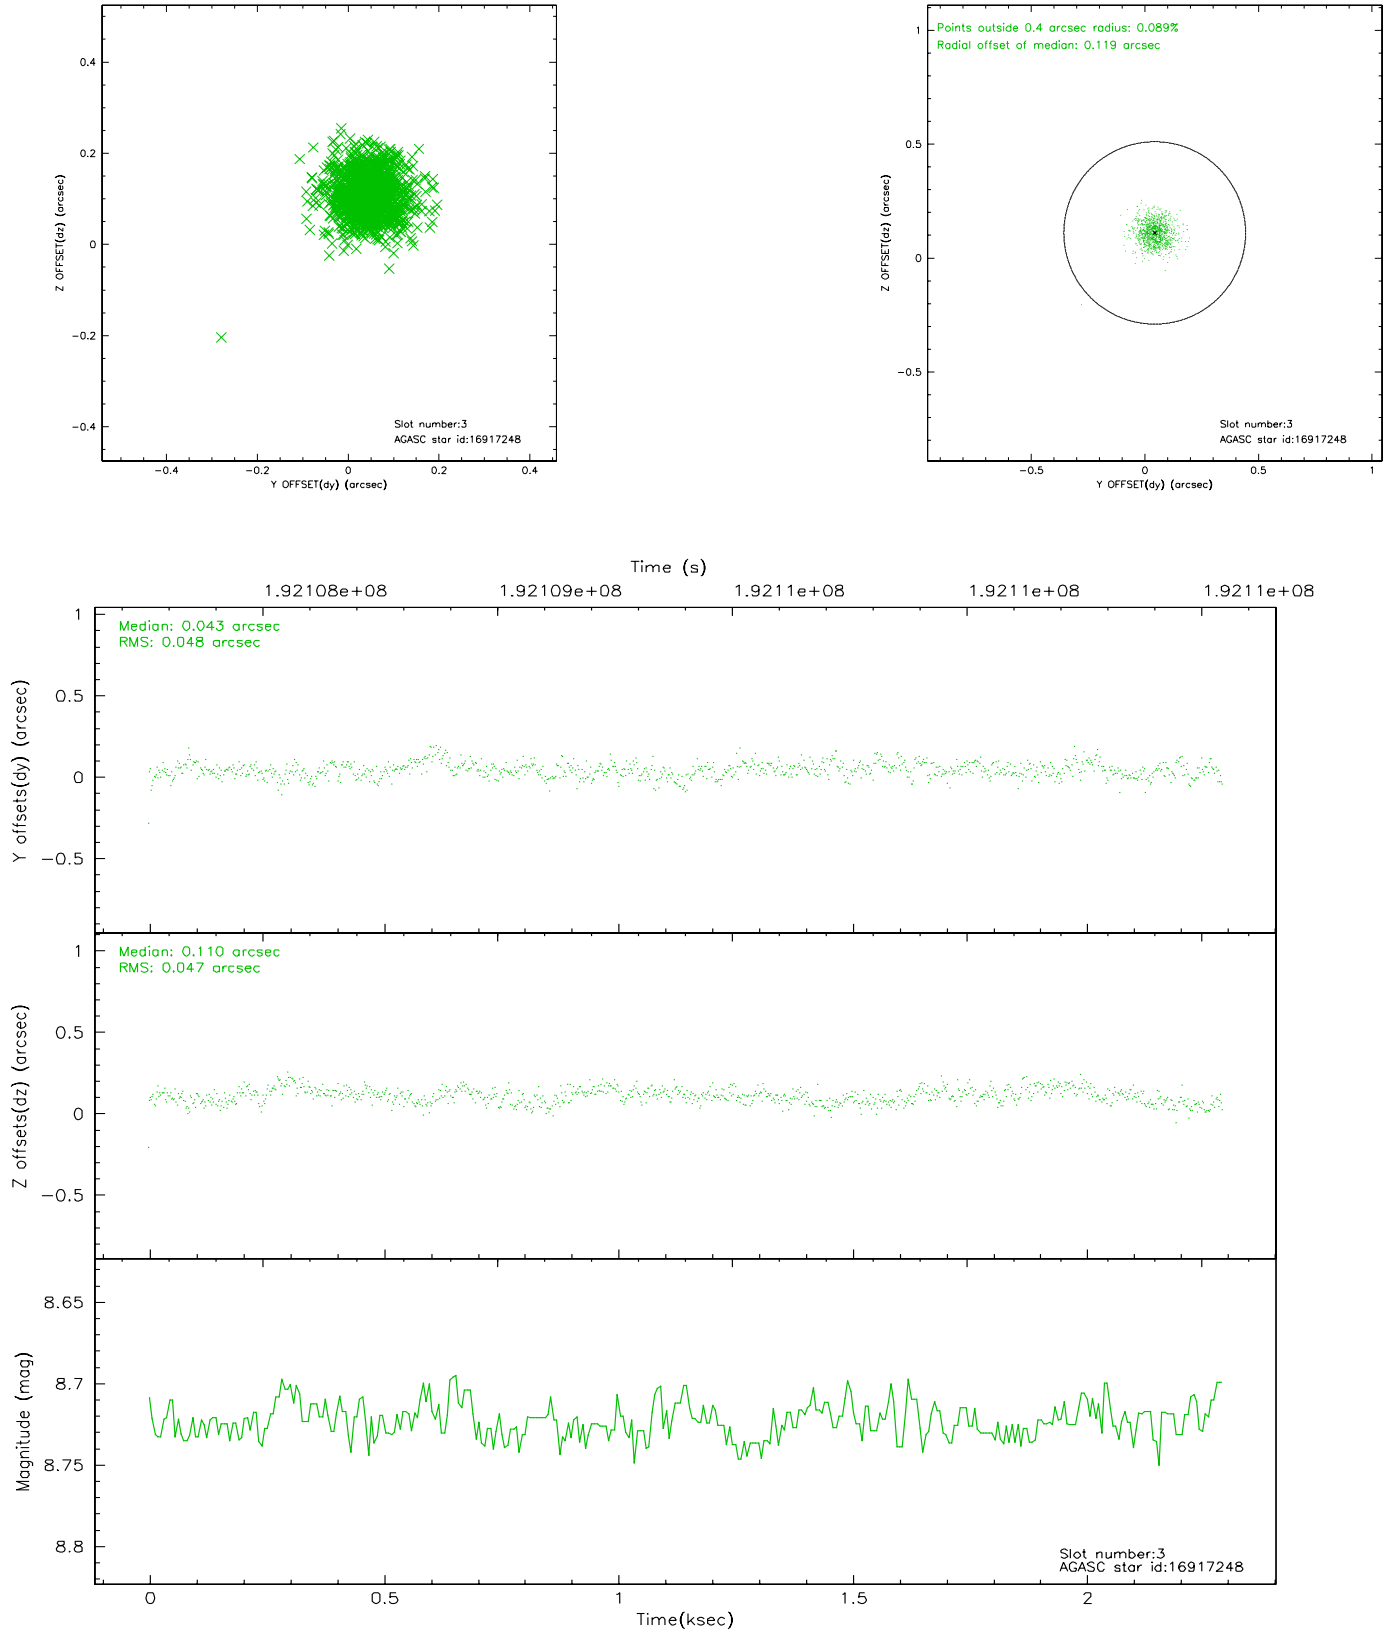 0.4
0.2
0
−0.2
−0.4
Z OFFSET(dz) (arcsec)
Slot number:3
AGASC star id:16917248
−0.4 −0.2 0 0.2 0.4
Y OFFSET(dy) (arcsec)
Points outside 0.4 arcsec radius: 0.089%
Radial offset of median: 0.119 arcsec
1
0.5
0
−0.5
Z OFFSET(dz) (arcsec)
Slot number:3
AGASC star id:16917248
−0.5 0 0.5 1
Y OFFSET(dy) (arcsec)
Time (s)
1.92108e+08 1.92109e+08 1.9211e+08 1.9211e+08 1.9211e+08
Median: 0.043 arcsec
RMS: 0.048 arcsec
1
0.5
0
−0.5
Y offsets(dy) (arcsec)
Median: 0.110 arcsec
RMS: 0.047 arcsec
1
0.5
0
−0.5
Z offsets(dz) (arcsec)
8.65
8.7
8.75
8.8
Magnitude (mag)
Slot number:3
AGASC star id:16917248
0 0.5 1 1.5 2
Time(ksec)